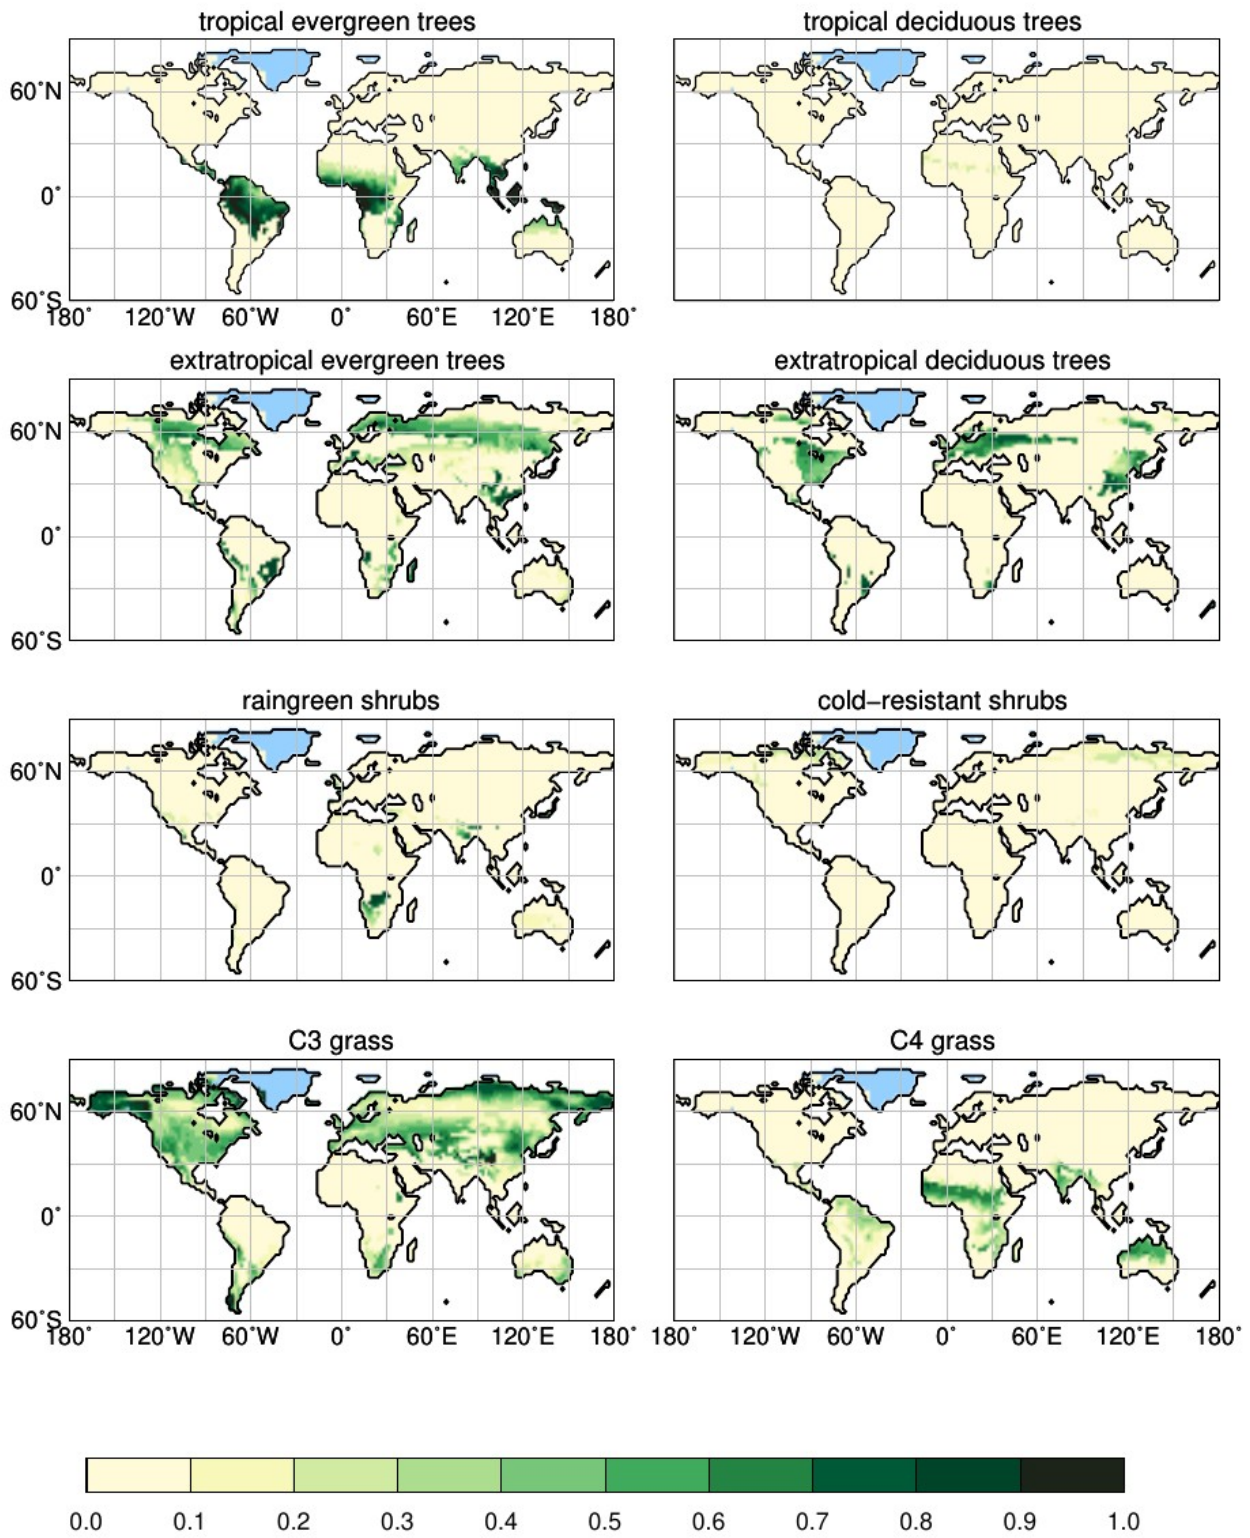 tropical evergreen trees
tropical deciduous trees
60˚N
0˚
60˚S
180˚ 120˚W 60˚W 0˚ 60˚E 120˚E 180˚
extratropical evergreen trees
extratropical deciduous trees
60˚N
0˚
60˚S
raingreen shrubs
cold−resistant shrubs
60˚N
0˚
60˚S
C3 grass
C4 grass
60˚N
0˚
60˚S
180˚ 120˚W 60˚W 0˚ 60˚E 120˚E 180˚ 180˚ 120˚W 60˚W 0˚ 60˚E 120˚E 180˚
0.0 0.1 0.2 0.3 0.4 0.5 0.6 0.7 0.8 0.9 1.0